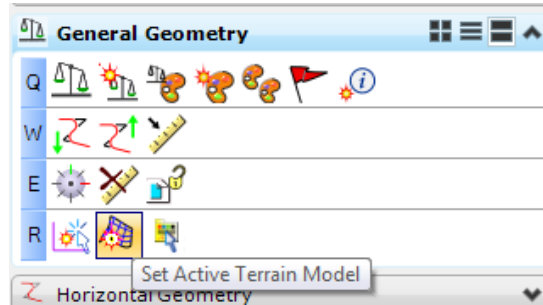 General Geometry
Q
W
E
R
Set Active Terrain Model
Horizontal Geometry